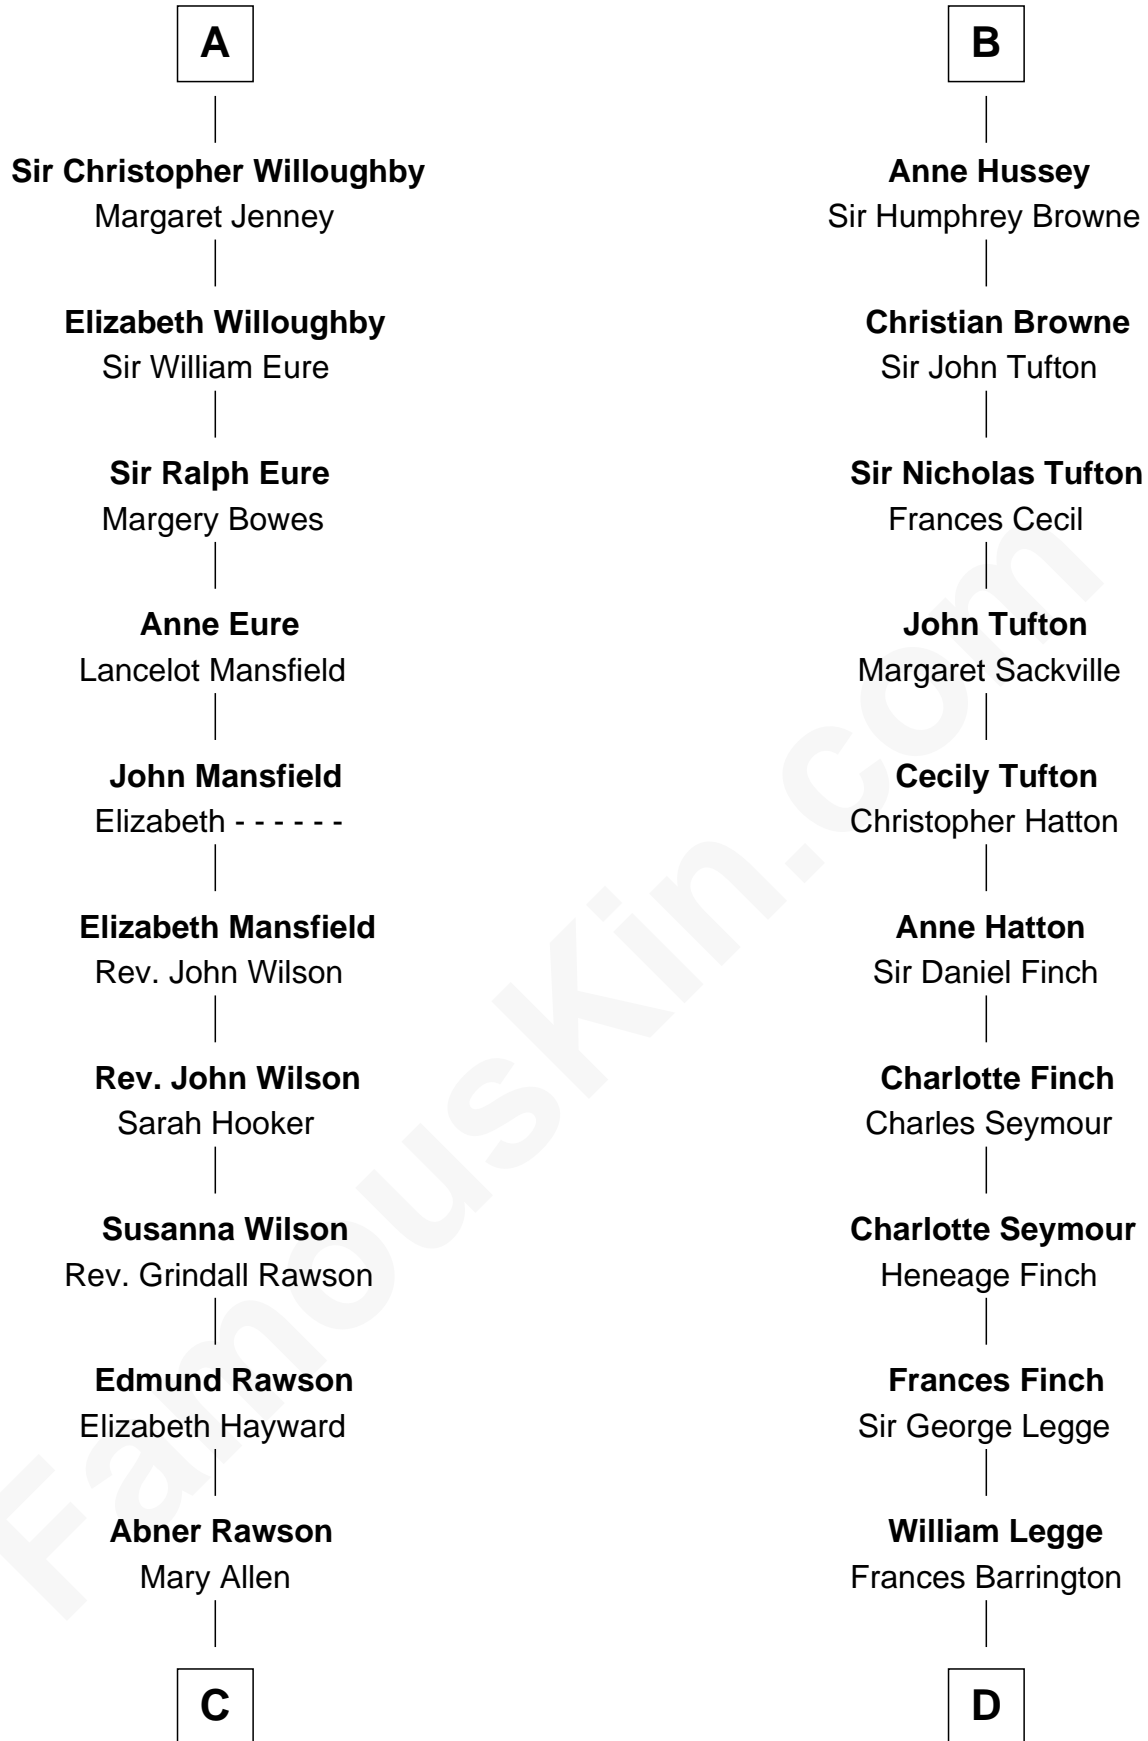 A
Sir Christopher Willoughby
Margaret Jenney
Elizabeth Willoughby
Sir William Eure
Sir Ralph Eure
Margery Bowes
Anne Eure
Lancelot Mansfield
John Mansfield
Elizabeth - - - - - -
Elizabeth Mansfield
Rev. John Wilson
Rev. John Wilson
Sarah Hooker
Susanna Wilson
Rev. Grindall Rawson
Edmund Rawson
Elizabeth Hayward
Abner Rawson
Mary Allen
C
B
Anne Hussey
Sir Humphrey Browne
Christian Browne
Sir John Tufton
Sir Nicholas Tufton
Frances Cecil
John Tufton
Margaret Sackville
Cecily Tufton
Christopher Hatton
Anne Hatton
Sir Daniel Finch
Charlotte Finch
Charles Seymour
Charlotte Seymour
Heneage Finch
Frances Finch
Sir George Legge
William Legge
Frances Barrington
D
FamousKin.com